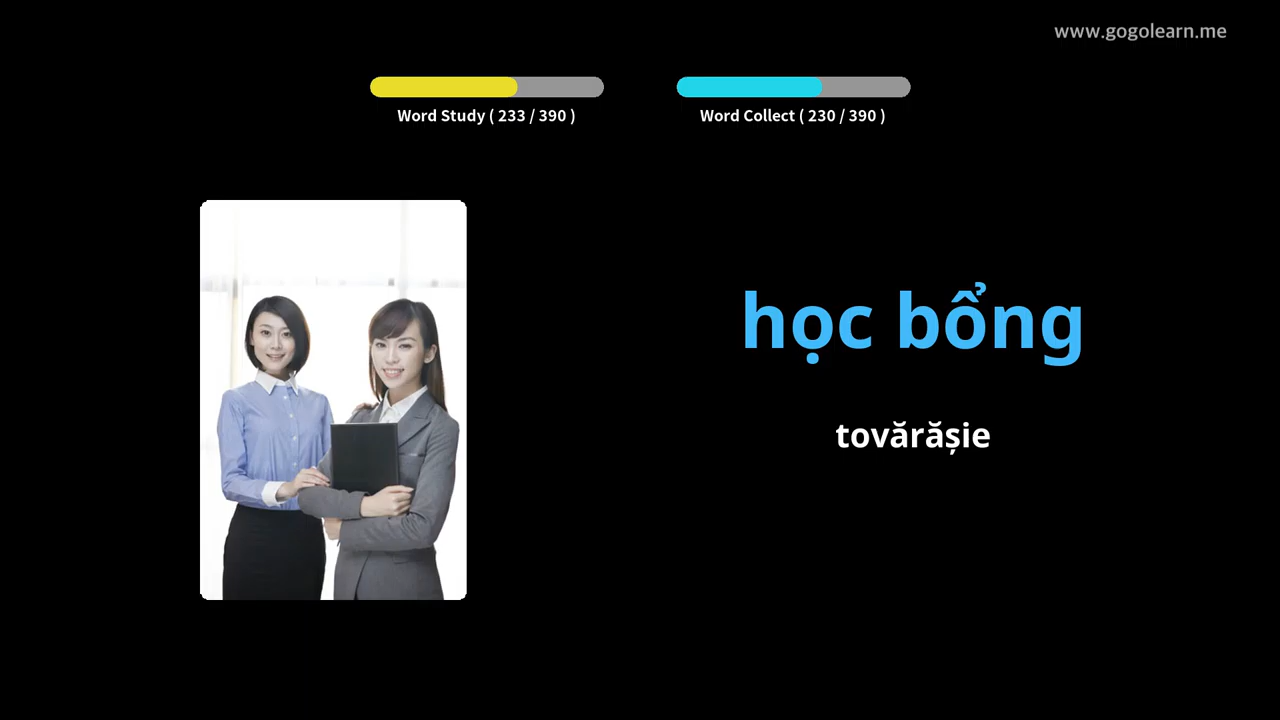 www.gogolearn.me
Word Study ( 233 / 390 )
Word Collect ( 230 / 390 )
học bổng
tovărășie